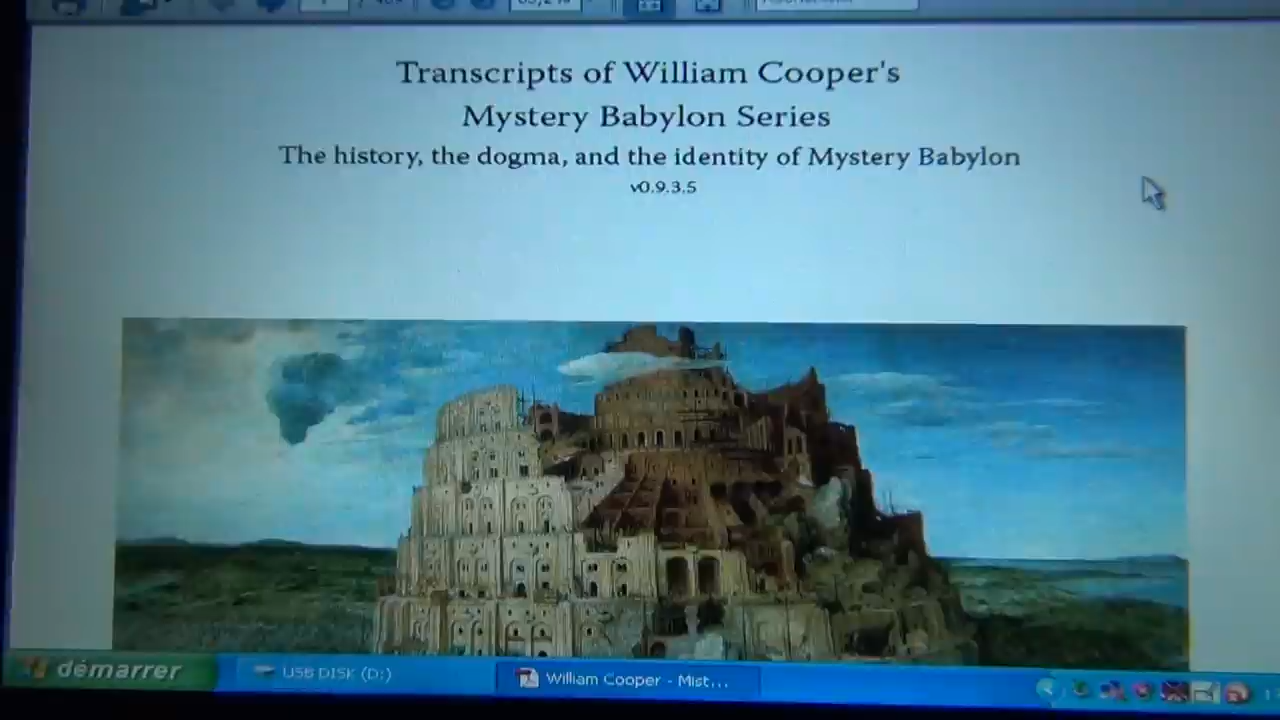 Transcripts of William Cooper's
Mystery Babylon Series
The history, the dogma, and the identity of Mystery Babylon
v0.9.3.5
démarrer
USB DISK (D:)
William Cooper - Mist...